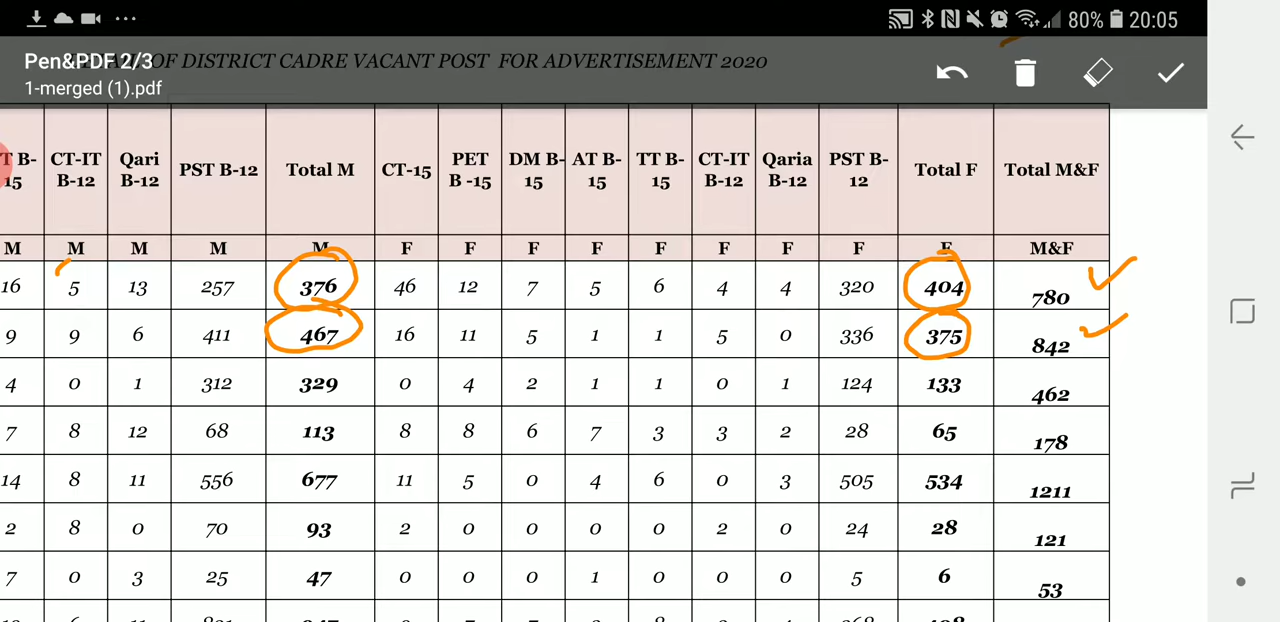 80% 20:05
Pen&PDF 2/3
OF DISTRICT CADRE VACANT POST FOR ADVERTISEMENT 2020
1-merged (1).pdf
T B-15 CT-IT B-12 Qari B-12 PST B-12 Total M CT-15 PET B -15 DM B-15 AT B-15 TT B-15 CT-IT B-12 Qaria B-12 PST B-12 Total F Total M&F
M M M M M F F F F F F F F F M&F
16 5 13 257 376 46 12 7 5 6 4 4 320 404 780
9 9 6 411 467 16 11 5 1 1 5 0 336 375 842
4 0 1 312 329 0 4 2 1 1 0 1 124 133 462
7 8 12 68 113 8 8 6 7 3 3 2 28 65 178
14 8 11 556 677 11 5 0 4 6 0 3 505 534 1211
2 8 0 70 93 2 0 0 0 0 2 0 24 28 121
7 0 3 25 47 0 0 0 1 0 0 0 5 6 53